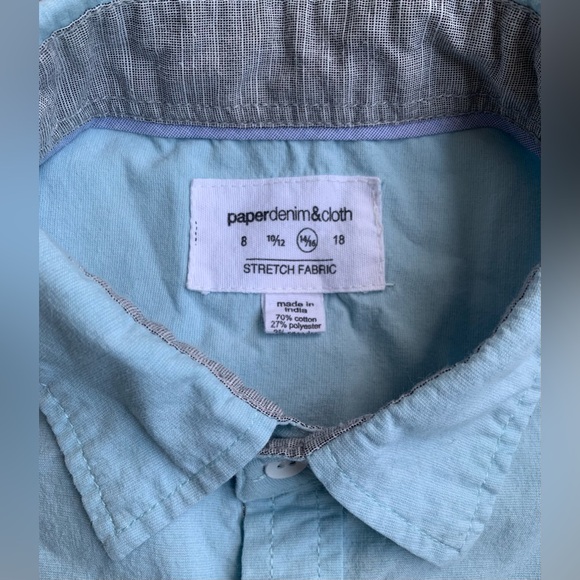 paperdenim&cloth
8 10/12 14/16 18
STRETCH FABRIC
made in
India
70% cotton
27% polyester